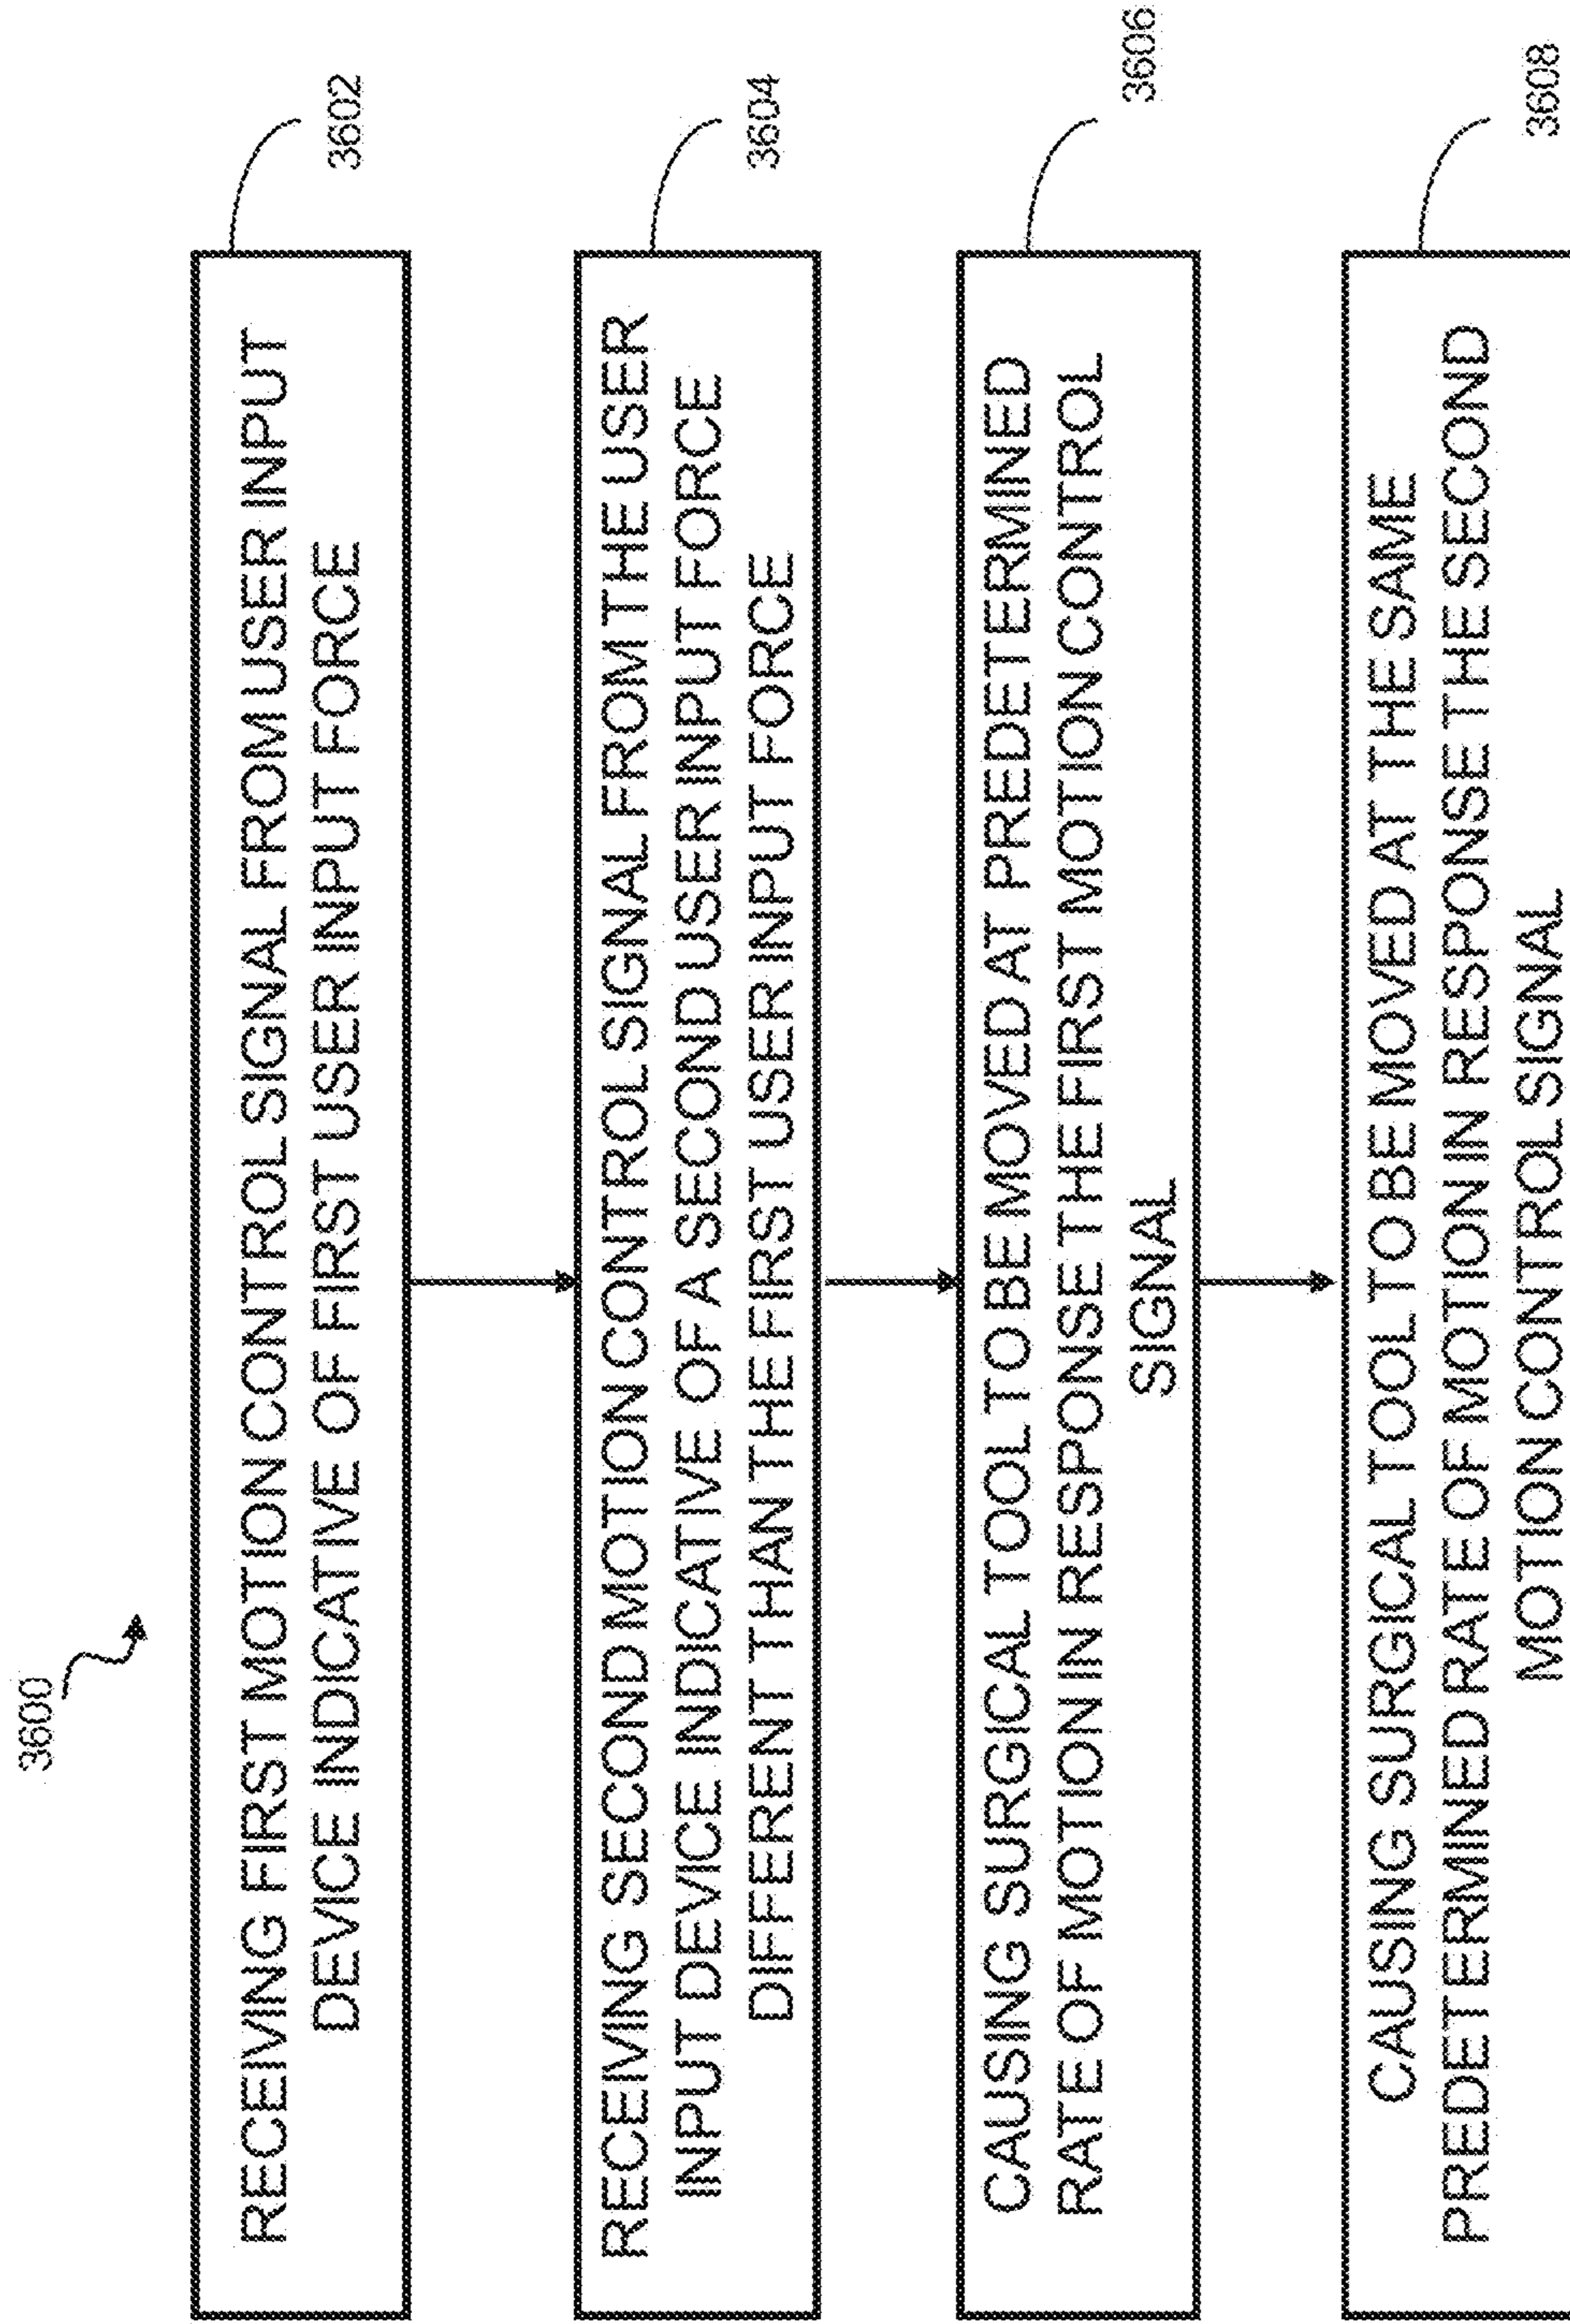 3600
RECEIVING FIRST MOTION CONTROL SIGNAL FROM USER INPUT
DEVICE INDICATIVE OF FIRST USER INPUT FORCE
3602
RECEIVING SECOND MOTION CONTROL SIGNAL FROM THE USER
INPUT DEVICE INDICATIVE OF A SECOND USER INPUT FORCE
DIFFERENT THAN THE FIRST USER INPUT FORCE
3604
CAUSING SURGICAL TOOL TO BE MOVED AT PREDETERMINED
RATE OF MOTION IN RESPONSE THE FIRST MOTION CONTROL
SIGNAL
3606
CAUSING SURGICAL TOOL TO BE MOVED AT THE SAME
PREDETERMINED RATE OF MOTION IN RESPONSE THE SECOND
MOTION CONTROL SIGNAL
3608